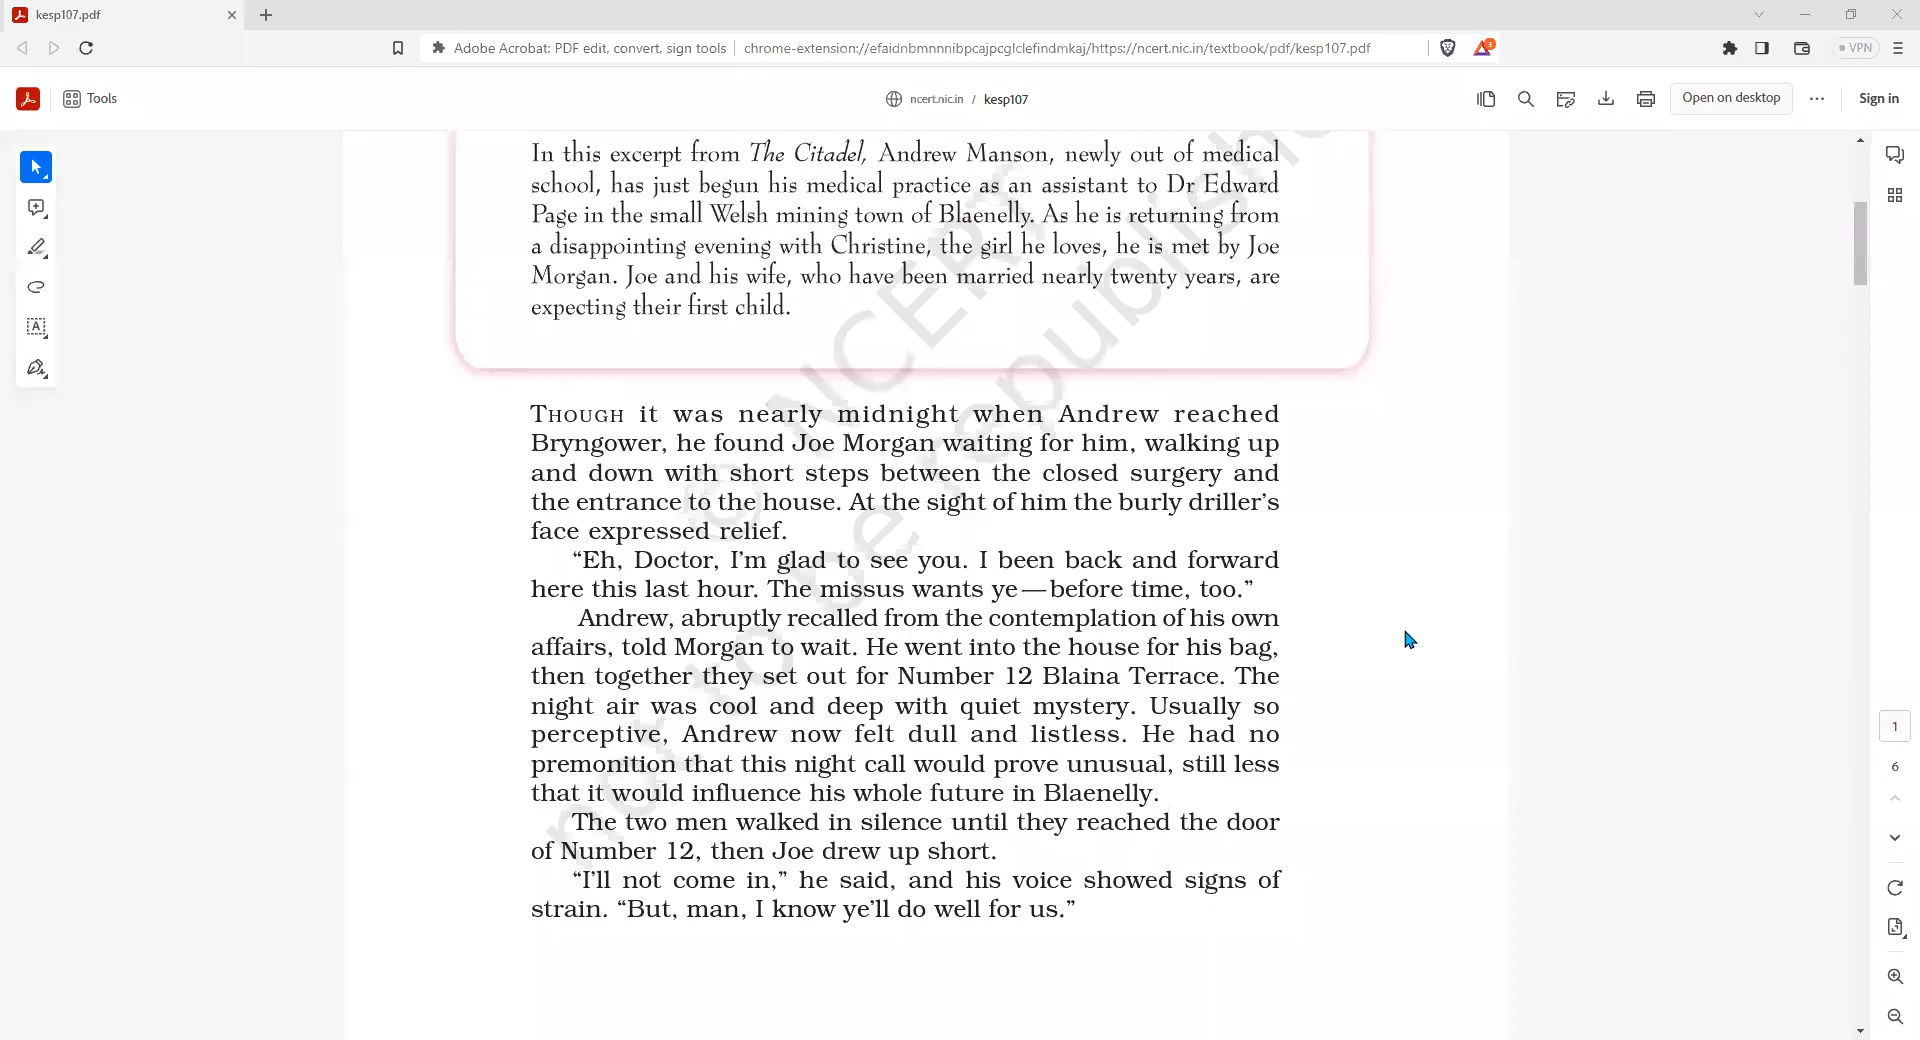 kesp107.pdf
Adobe Acrobat: PDF edit, convert, sign tools
chrome-extension://efaidnbmnnnibpcajpcglclefindmkaj/https://ncert.nic.in/textbook/pdf/kesp107.pdf
3
VPN
Tools
ncert.nic.in / kesp107
Open on desktop
Sign in
In this excerpt from The Citadel, Andrew Manson, newly out of medical
school, has just begun his medical practice as an assistant to Dr Edward
Page in the small Welsh mining town of Blaenelly. As he is returning from
a disappointing evening with Christine, the girl he loves, he is met by Joe
Morgan. Joe and his wife, who have been married nearly twenty years, are
expecting their first child.
THOUGH it was nearly midnight when Andrew reached
Bryngower, he found Joe Morgan waiting for him, walking up
and down with short steps between the closed surgery and
the entrance to the house. At the sight of him the burly driller's
face expressed relief.
“Eh, Doctor, I'm glad to see you. I been back and forward
here this last hour. The missus wants ye — before time, too.”
Andrew, abruptly recalled from the contemplation of his own
affairs, told Morgan to wait. He went into the house for his bag,
then together they set out for Number 12 Blaina Terrace. The
night air was cool and deep with quiet mystery. Usually so
perceptive, Andrew now felt dull and listless. He had no
premonition that this night call would prove unusual, still less
that it would influence his whole future in Blaenelly.
The two men walked in silence until they reached the door
of Number 12, then Joe drew up short.
“I'll not come in,” he said, and his voice showed signs of
strain. “But, man, I know ye'll do well for us.”
© NCERT
not to be republishe
1
6